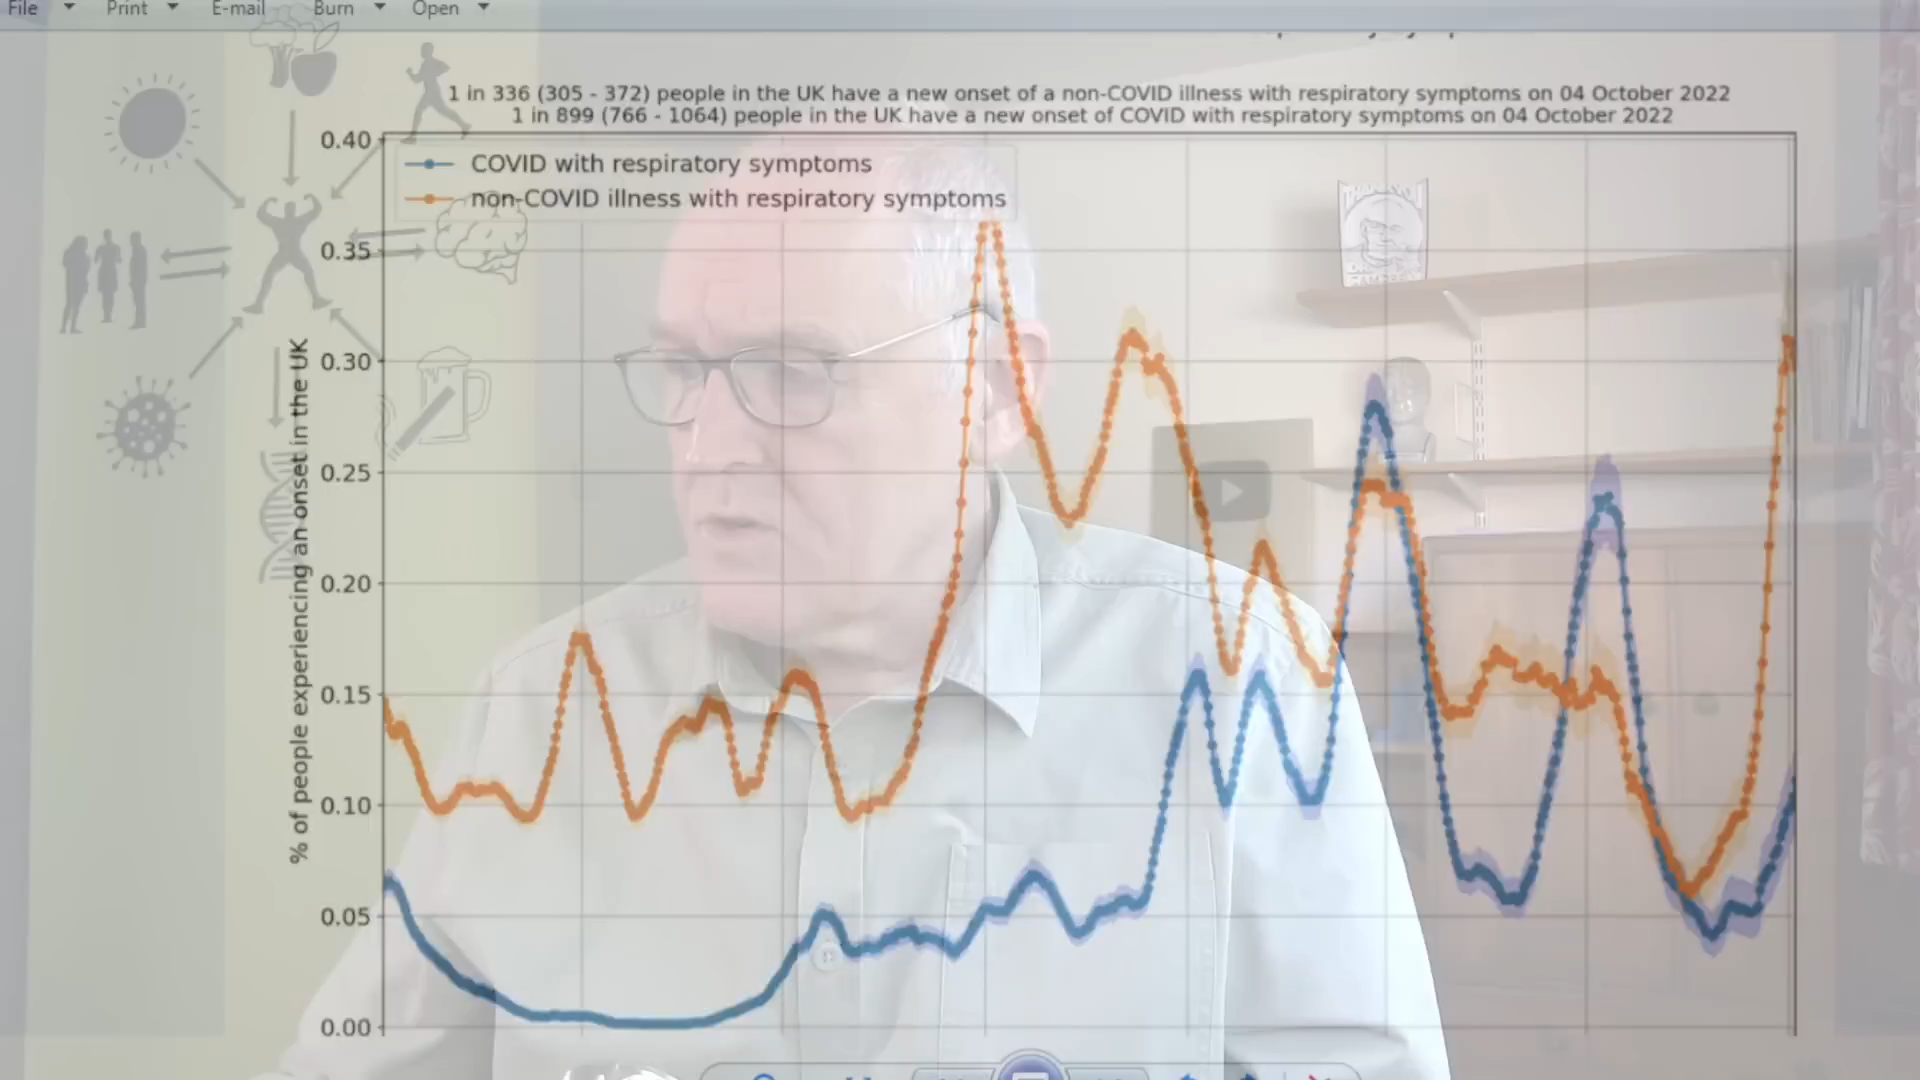 File Print E-mail Burn Open
1 in 336 (305 - 372) people in the UK have a new onset of a non-COVID illness with respiratory symptoms on 04 October 2022
1 in 899 (766 - 1064) people in the UK have a new onset of COVID with respiratory symptoms on 04 October 2022
COVID with respiratory symptoms
non-COVID illness with respiratory symptoms
% of people experiencing an onset in the UK
0.40
0.35
0.30
0.25
0.20
0.15
0.10
0.05
0.00